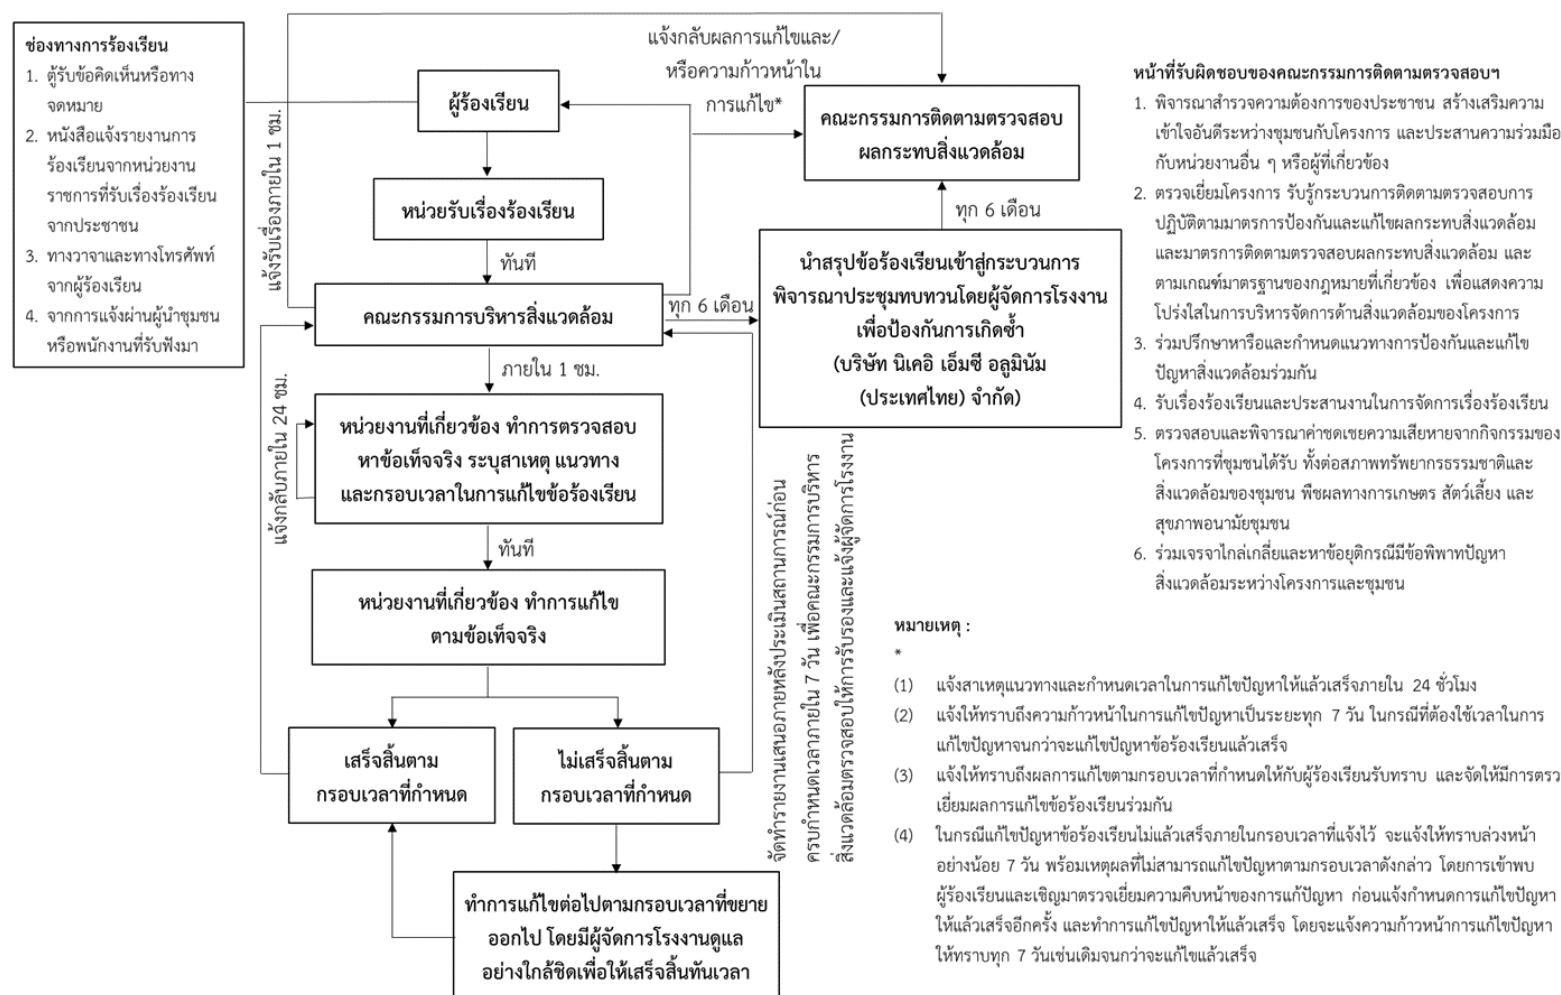 ช่องทางการร้องเรียน
1. ตู้รับข้อคิดเห็นหรือทาง
จดหมาย
2. หนังสือแจ้งรายงานการ
ร้องเรียนจากหน่วยงาน
ราชการที่รับเรื่องร้องเรียน
จากประชาชน
3. ทางวาจาและทางโทรศัพท์
จากผู้ร้องเรียน
4. จากการแจ้งผ่านผู้นำชุมชน
หรือพนักงานที่รับฟังมา
แจ้งรับเรื่องภายใน 1 ชม.
ผู้ร้องเรียน
แจ้งกลับผลการแก้ไขและ/
หรือความก้าวหน้าใน
การแก้ไข*
คณะกรรมการติดตามตรวจสอบ
ผลกระทบสิ่งแวดล้อม
หน่วยรับเรื่องร้องเรียน
ทันที
ทุก 6 เดือน
คณะกรรมการบริหารสิ่งแวดล้อม
ทุก 6 เดือน
นำสรุปข้อร้องเรียนเข้าสู่กระบวนการ
พิจารณาประชุมทบทวนโดยผู้จัดการโรงงาน
เพื่อป้องกันการเกิดซ้ำ
(บริษัท นิเคอิ เอ็มซี อลูมินัม
(ประเทศไทย) จำกัด)
ภายใน 1 ชม.
แจ้งกลับภายใน 24 ชม.
หน่วยงานที่เกี่ยวข้อง ทำการตรวจสอบ
หาข้อเท็จจริง ระบุสาเหตุ แนวทาง
และกรอบเวลาในการแก้ไขข้อร้องเรียน
ทันที
หน่วยงานที่เกี่ยวข้อง ทำการแก้ไข
ตามข้อเท็จจริง
เสร็จสิ้นตาม
กรอบเวลาที่กำหนด
ไม่เสร็จสิ้นตาม
กรอบเวลาที่กำหนด
ทำการแก้ไขต่อไปตามกรอบเวลาที่ขยาย
ออกไป โดยมีผู้จัดการโรงงานดูแล
อย่างใกล้ชิดเพื่อให้เสร็จสิ้นทันเวลา
จัดทำรายงานเสนอภายหลังประเมินสถานการณ์ก่อน
ครบกำหนดเวลาภายใน 7 วัน เพื่อคณะกรรมการบริหาร
สิ่งแวดล้อมตรวจสอบให้การรับรองและแจ้งผู้จัดการโรงงาน
หน้าที่รับผิดชอบของคณะกรรมการติดตามตรวจสอบฯ
1. พิจารณาสำรวจความต้องการของประชาชน สร้างเสริมความ
เข้าใจอันดีระหว่างชุมชนกับโครงการ และประสานความร่วมมือ
กับหน่วยงานอื่น ๆ หรือผู้ที่เกี่ยวข้อง
2. ตรวจเยี่ยมโครงการ รับรู้กระบวนการติดตามตรวจสอบการ
ปฏิบัติตามมาตรการป้องกันและแก้ไขผลกระทบสิ่งแวดล้อม
และมาตรการติดตามตรวจสอบผลกระทบสิ่งแวดล้อม และ
ตามเกณฑ์มาตรฐานของกฎหมายที่เกี่ยวข้อง เพื่อแสดงความ
โปร่งใสในการบริหารจัดการด้านสิ่งแวดล้อมของโครงการ
3. ร่วมปรึกษาหารือและกำหนดแนวทางการป้องกันและแก้ไข
ปัญหาสิ่งแวดล้อมร่วมกัน
4. รับเรื่องร้องเรียนและประสานงานในการจัดการเรื่องร้องเรียน
5. ตรวจสอบและพิจารณาค่าชดเชยความเสียหายจากกิจกรรมของ
โครงการที่ชุมชนได้รับ ทั้งต่อสภาพทรัพยากรธรรมชาติและ
สิ่งแวดล้อมของชุมชน พืชผลทางการเกษตร สัตว์เลี้ยง และ
สุขภาพอนามัยชุมชน
6. ร่วมเจรจาไกล่เกลี่ยและหาข้อยุติกรณีมีข้อพิพาทปัญหา
สิ่งแวดล้อมระหว่างโครงการและชุมชน
หมายเหตุ :
*
(1) แจ้งสาเหตุแนวทางและกำหนดเวลาในการแก้ไขปัญหาให้แล้วเสร็จภายใน 24 ชั่วโมง
(2) แจ้งให้ทราบถึงความก้าวหน้าในการแก้ไขปัญหาเป็นระยะทุก 7 วัน ในกรณีที่ต้องใช้เวลาในการ
แก้ไขปัญหาจนกว่าจะแก้ไขปัญหาข้อร้องเรียนแล้วเสร็จ
(3) แจ้งให้ทราบถึงผลการแก้ไขตามกรอบเวลาที่กำหนดให้กับผู้ร้องเรียนรับทราบ และจัดให้มีการตรว
เยี่ยมผลการแก้ไขข้อร้องเรียนร่วมกัน
(4) ในกรณีแก้ไขปัญหาข้อร้องเรียนไม่แล้วเสร็จภายในกรอบเวลาที่แจ้งไว้ จะแจ้งให้ทราบล่วงหน้า
อย่างน้อย 7 วัน พร้อมเหตุผลที่ไม่สามารถแก้ไขปัญหาตามกรอบเวลาดังกล่าว โดยการเข้าพบ
ผู้ร้องเรียนและเชิญมาตรวจเยี่ยมความคืบหน้าของการแก้ปัญหา ก่อนแจ้งกำหนดการแก้ไขปัญหา
ให้แล้วเสร็จอีกครั้ง และทำการแก้ไขปัญหาให้แล้วเสร็จ โดยจะแจ้งความก้าวหน้าการแก้ไขปัญหา
ให้ทราบทุก 7 วันเช่นเดิมจนกว่าจะแก้ไขแล้วเสร็จ